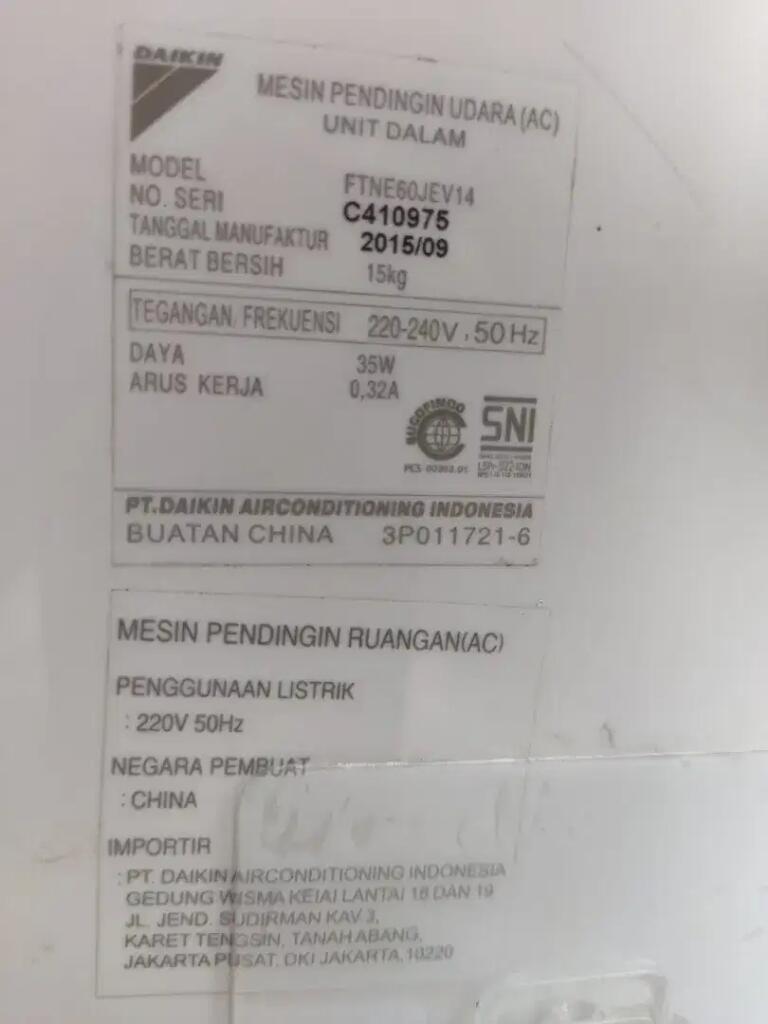 DAIKIN
MESIN PENDINGIN UDARA (AC)
UNIT DALAM
MODEL FTNE60JEV14
NO. SERI C410975
TANGGAL MANUFAKTUR 2015/09
BERAT BERSIH 15kg
TEGANGAN, FREKUENSI 220-240V , 50 Hz
DAYA 35W
ARUS KERJA 0,32A
SUCOFINDO
SNI
PT.DAIKIN AIRCONDITIONING INDONESIA
BUATAN CHINA 3P011721-6
MESIN PENDINGIN RUANGAN(AC)
PENGGUNAAN LISTRIK
: 220V 50Hz
NEGARA PEMBUAT
: CHINA
IMPORTIR
: PT. DAIKIN AIRCONDITIONING INDONESIA
GEDUNG WISMA KEIAI LANTAI 18 DAN 19
JL. JEND. SUDIRMAN KAV 3,
KARET TENGSIN, TANAH ABANG,
JAKARTA PUSAT, DKI JAKARTA, 10220